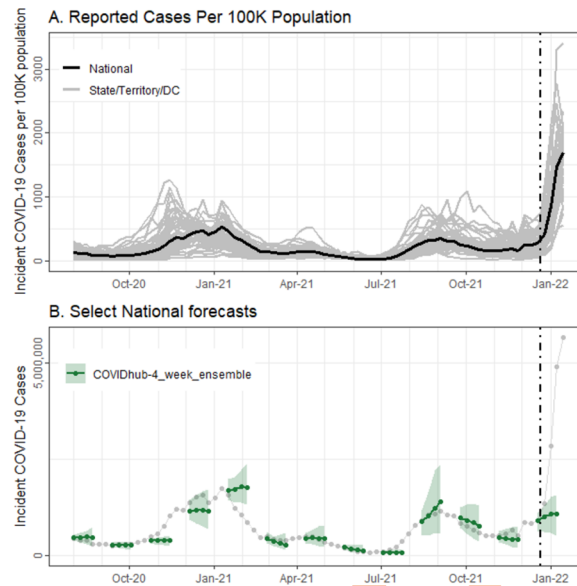 A. Reported Cases Per 100K Population
Incident COVID-19 Cases per 100K population
3000
2000
1000
0
National
State/Territory/DC
Oct-20 Jan-21 Apr-21 Jul-21 Oct-21 Jan-22
B. Select National forecasts
Incident COVID-19 Cases
5,000,000
0
COVIDhub-4_week_ensemble
Oct-20 Jan-21 Apr-21 Jul-21 Oct-21 Jan-22